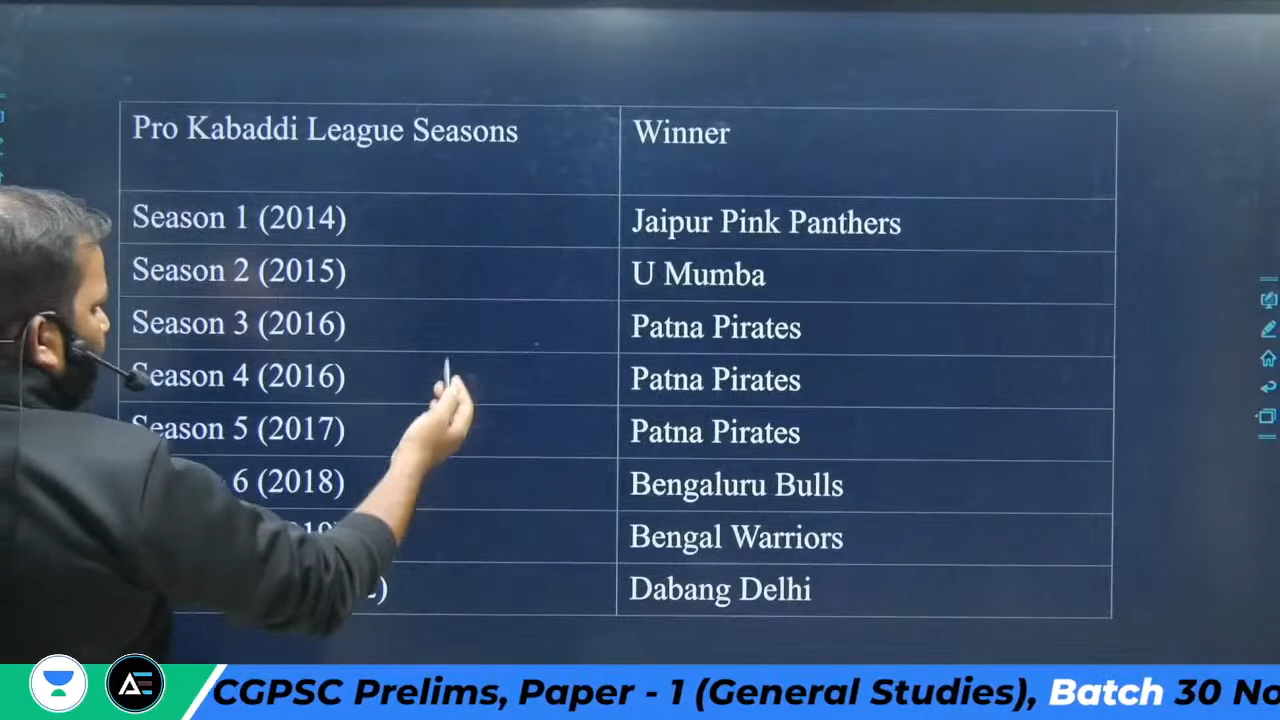 Pro Kabaddi League Seasons Winner
Season 1 (2014) Jaipur Pink Panthers
Season 2 (2015) U Mumba
Season 3 (2016) Patna Pirates
Season 4 (2016) Patna Pirates
Season 5 (2017) Patna Pirates
6 (2018) Bengaluru Bulls
Bengal Warriors
Dabang Delhi
CGPSC Prelims, Paper - 1 (General Studies), Batch 30 No